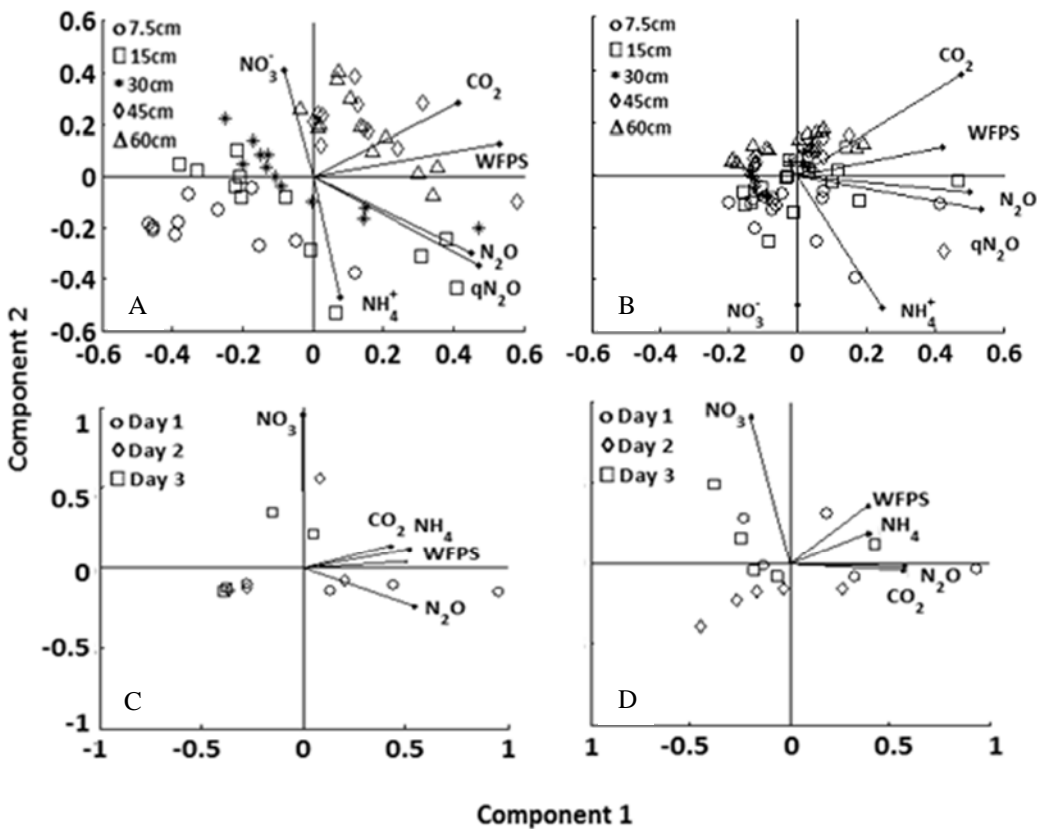 0.6
0.4
0.2
0
-0.2
-0.4
-0.6
-0.6
-0.4
-0.2
0
0.2
0.4
0.6
7.5cm
15cm
30cm
45cm
60cm
NO3-
CO2
WFPS
N2O
qN2O
NH4+
A
7.5cm
15cm
30cm
45cm
60cm
CO2
WFPS
N2O
qN2O
NO3-
NH4+
B
-0.6
-0.4
-0.2
0
0.2
0.4
0.6
Component 2
1
0.5
0
-0.5
-1
-1
-0.5
0
0.5
1
Day 1
Day 2
Day 3
NO3
CO2
NH4
WFPS
N2O
C
Day 1
Day 2
Day 3
NO3
WFPS
NH4
N2O
CO2
D
1
-0.5
0
0.5
1
Component 1